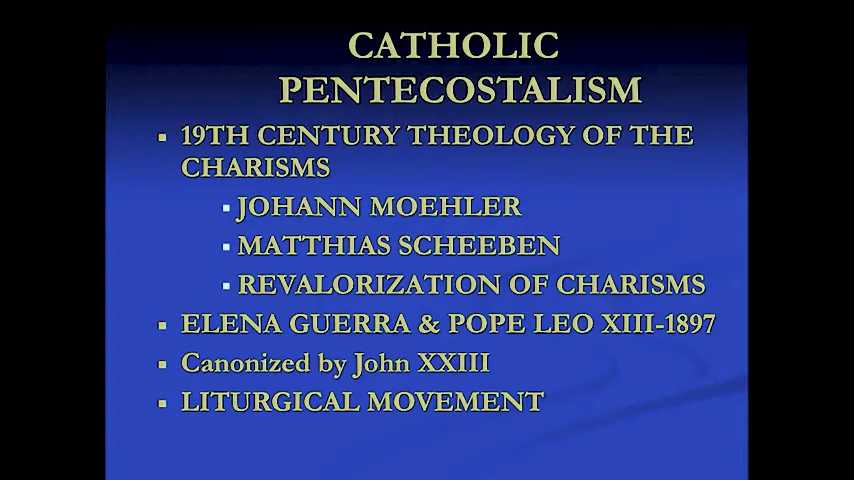 CATHOLIC
PENTECOSTALISM
▪ 19TH CENTURY THEOLOGY OF THE
CHARISMS
▪ JOHANN MOEHLER
▪ MATTHIAS SCHEEBEN
▪ REVALORIZATION OF CHARISMS
▪ ELENA GUERRA & POPE LEO XIII-1897
▪ Canonized by John XXIII
▪ LITURGICAL MOVEMENT